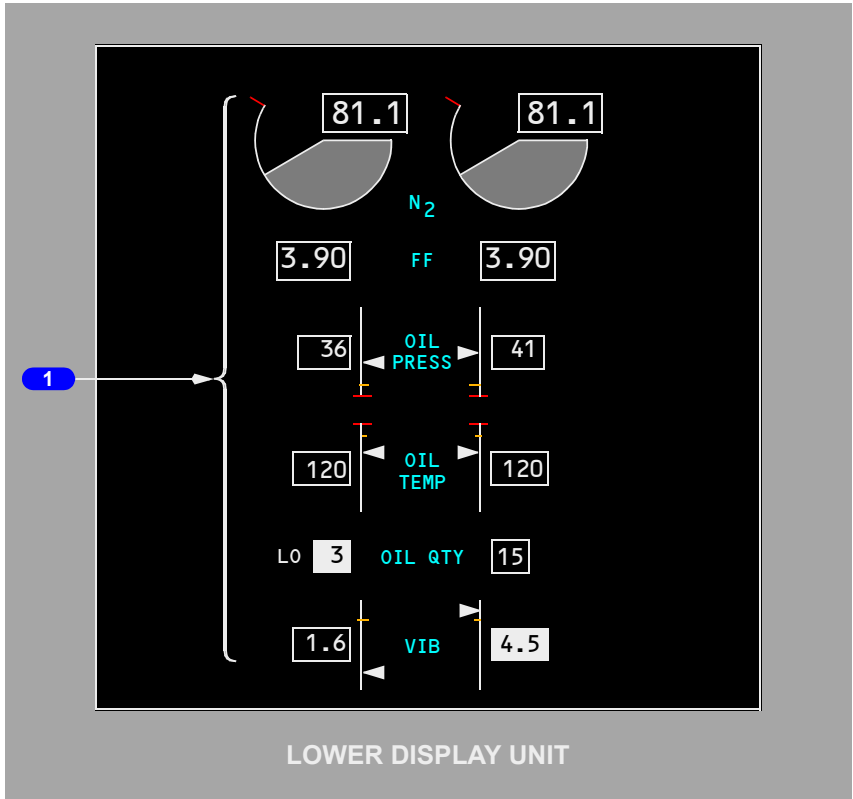 81.1 81.1
N2
3.90 FF 3.90
OIL
36 PRESS 41
1
OIL
120 TEMP 120
LO 3 OIL QTY 15
1.6 VIB 4.5
LOWER DISPLAY UNIT